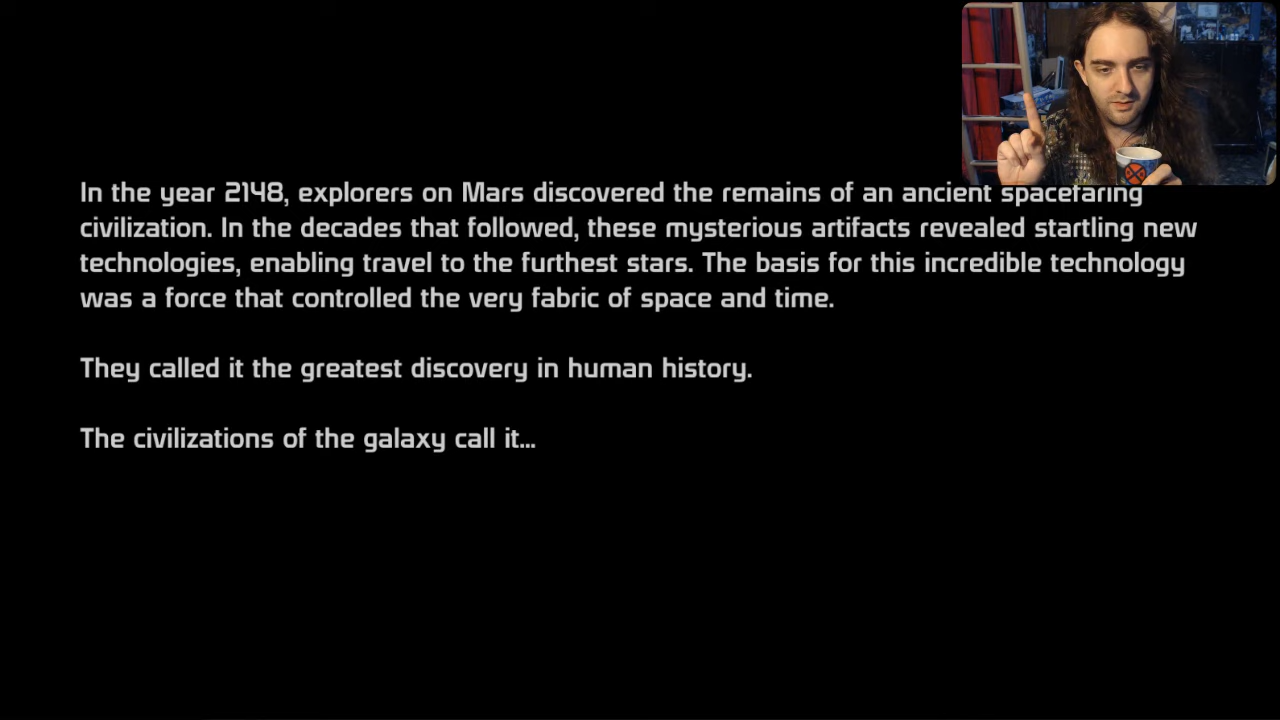 In the year 2148, explorers on Mars discovered the remains of an ancient spacefaring
civilization. In the decades that followed, these mysterious artifacts revealed startling new
technologies, enabling travel to the furthest stars. The basis for this incredible technology
was a force that controlled the very fabric of space and time.
They called it the greatest discovery in human history.
The civilizations of the galaxy call it...